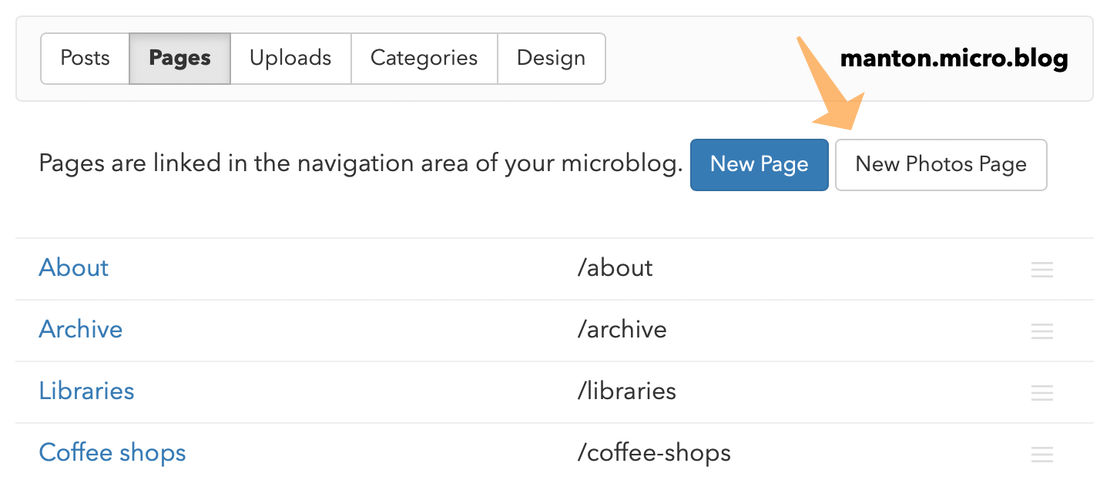 Posts Pages Uploads Categories Design manton.micro.blog
Pages are linked in the navigation area of your microblog. New Page New Photos Page
About /about
Archive /archive
Libraries /libraries
Coffee shops /coffee-shops